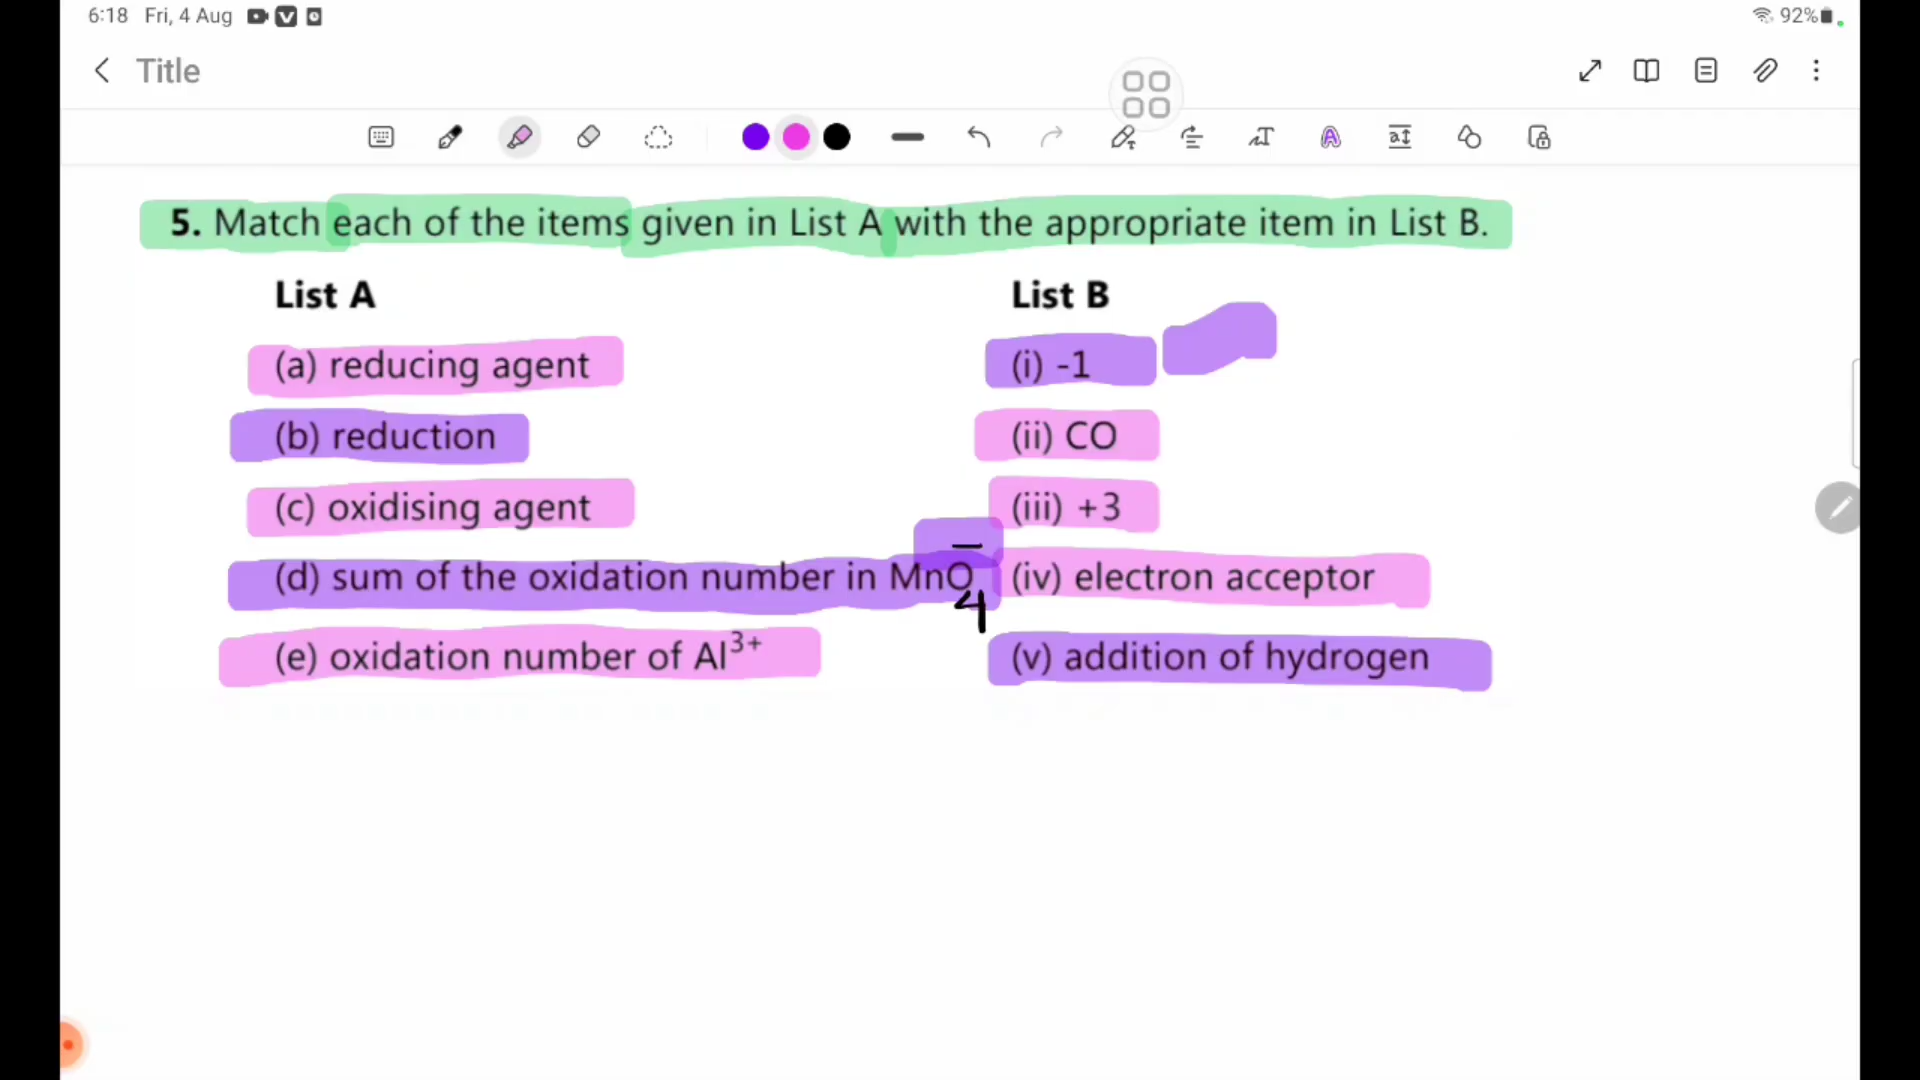 6:18 Fri, 4 Aug
92%
Title
5. Match each of the items given in List A with the appropriate item in List B.
List A List B
(a) reducing agent (i) -1
(b) reduction (ii) CO
(c) oxidising agent (iii) +3
(d) sum of the oxidation number in MnO₄⁻ (iv) electron acceptor
(e) oxidation number of Al³⁺ (v) addition of hydrogen